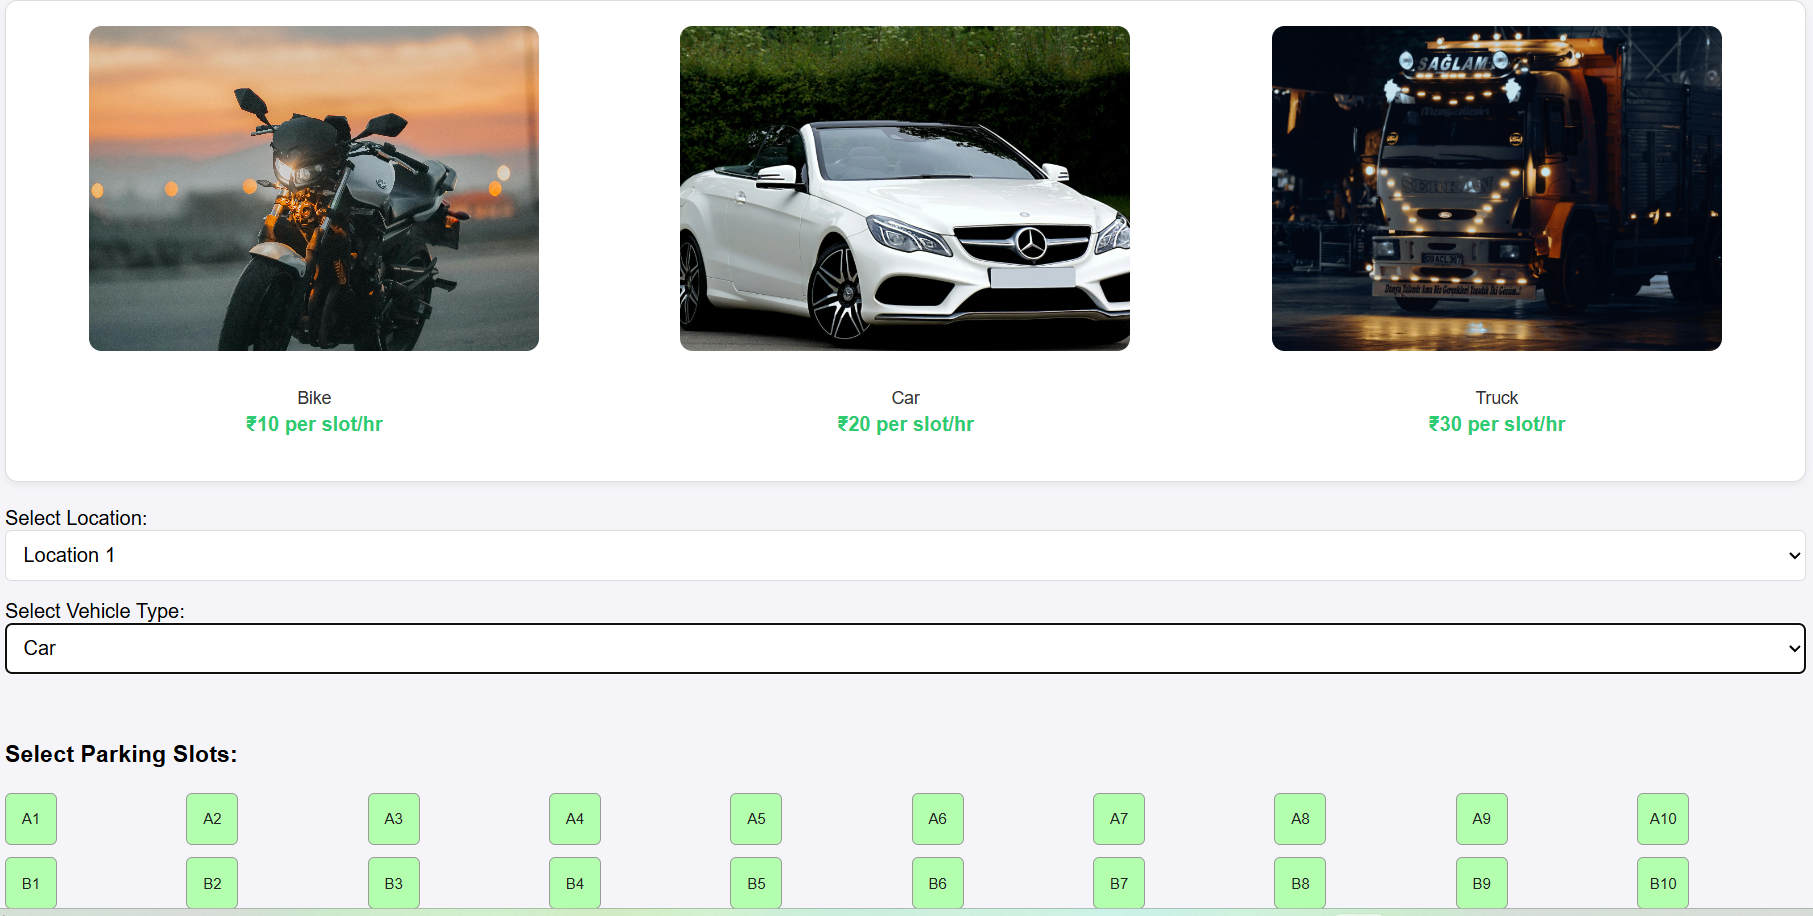 SAĞLAM
SERKAN
Bike
Car
Truck
₹10 per slot/hr
₹20 per slot/hr
₹30 per slot/hr
Select Location:
Location 1
Select Vehicle Type:
Car
Select Parking Slots:
A1 A2 A3 A4 A5 A6 A7 A8 A9 A10
B1 B2 B3 B4 B5 B6 B7 B8 B9 B10